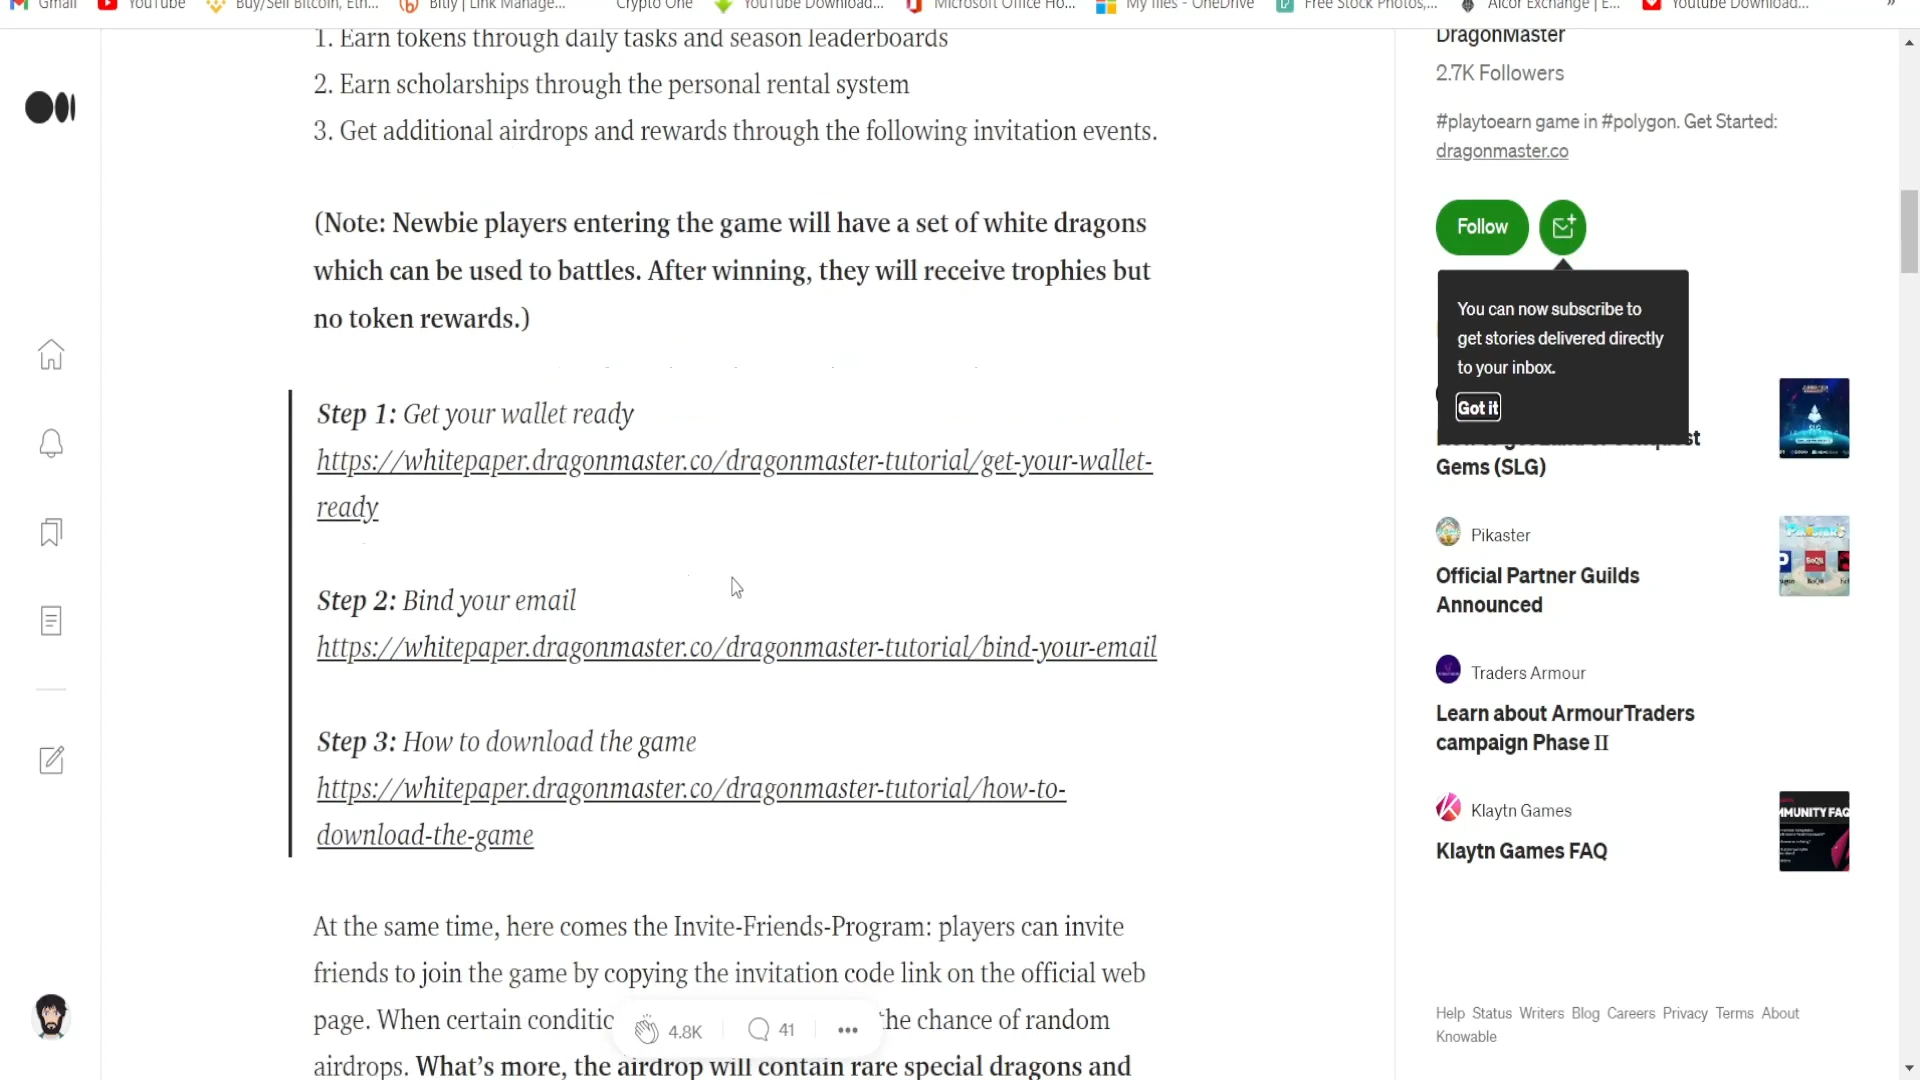 Gmail
YouTube
Buy/Sell Bitcoin, Eth...
Bitly | Link Manage...
Crypto One
YouTube Download...
Microsoft Office Ho...
My files - OneDrive
Free Stock Photos,...
Alcor Exchange | E...
Youtube Download...
»
1. Earn tokens through daily tasks and season leaderboards
2. Earn scholarships through the personal rental system
3. Get additional airdrops and rewards through the following invitation events.
(Note: Newbie players entering the game will have a set of white dragons
which can be used to battles. After winning, they will receive trophies but
no token rewards.)
Step 1: Get your wallet ready
https://whitepaper.dragonmaster.co/dragonmaster-tutorial/get-your-wallet-
ready
Step 2: Bind your email
https://whitepaper.dragonmaster.co/dragonmaster-tutorial/bind-your-email
Step 3: How to download the game
https://whitepaper.dragonmaster.co/dragonmaster-tutorial/how-to-
download-the-game
At the same time, here comes the Invite-Friends-Program: players can invite
friends to join the game by copying the invitation code link on the official web
page. When certain conditio the chance of random
airdrops. What's more, the airdrop will contain rare special dragons and
4.8K
41
DragonMaster
2.7K Followers
#playtoearn game in #polygon. Get Started:
dragonmaster.co
Follow
You can now subscribe to
get stories delivered directly
to your inbox.
Got it
Gems (SLG)
Pikaster
Official Partner Guilds
Announced
Traders Armour
Learn about ArmourTraders
campaign Phase II
Klaytn Games
Klaytn Games FAQ
MMUNITY FAQ
Help Status Writers Blog Careers Privacy Terms About
Knowable